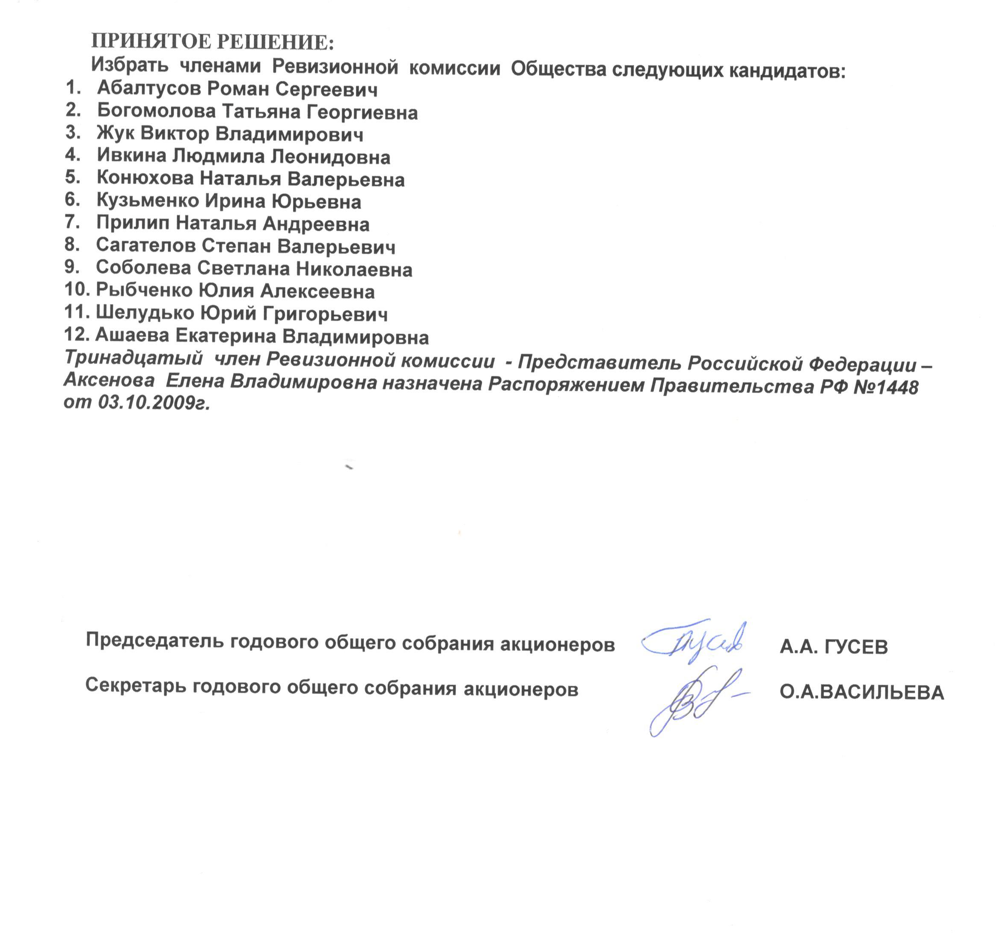 ПРИНЯТОЕ РЕШЕНИЕ:
Избрать членами Ревизионной комиссии Общества следующих кандидатов:
1. Абалтусов Роман Сергеевич
2. Богомолова Татьяна Георгиевна
3. Жук Виктор Владимирович
4. Ивкина Людмила Леонидовна
5. Конюхова Наталья Валерьевна
6. Кузьменко Ирина Юрьевна
7. Прилип Наталья Андреевна
8. Сагателов Степан Валерьевич
9. Соболева Светлана Николаевна
10. Рыбченко Юлия Алексеевна
11. Шелудько Юрий Григорьевич
12. Ашаева Екатерина Владимировна
Тринадцатый член Ревизионной комиссии - Представитель Российской Федерации –
Аксенова Елена Владимировна назначена Распоряжением Правительства РФ №1448
от 03.10.2009г.
Председатель годового общего собрания акционеров А.А. ГУСЕВ
Секретарь годового общего собрания акционеров О.А.ВАСИЛЬЕВА